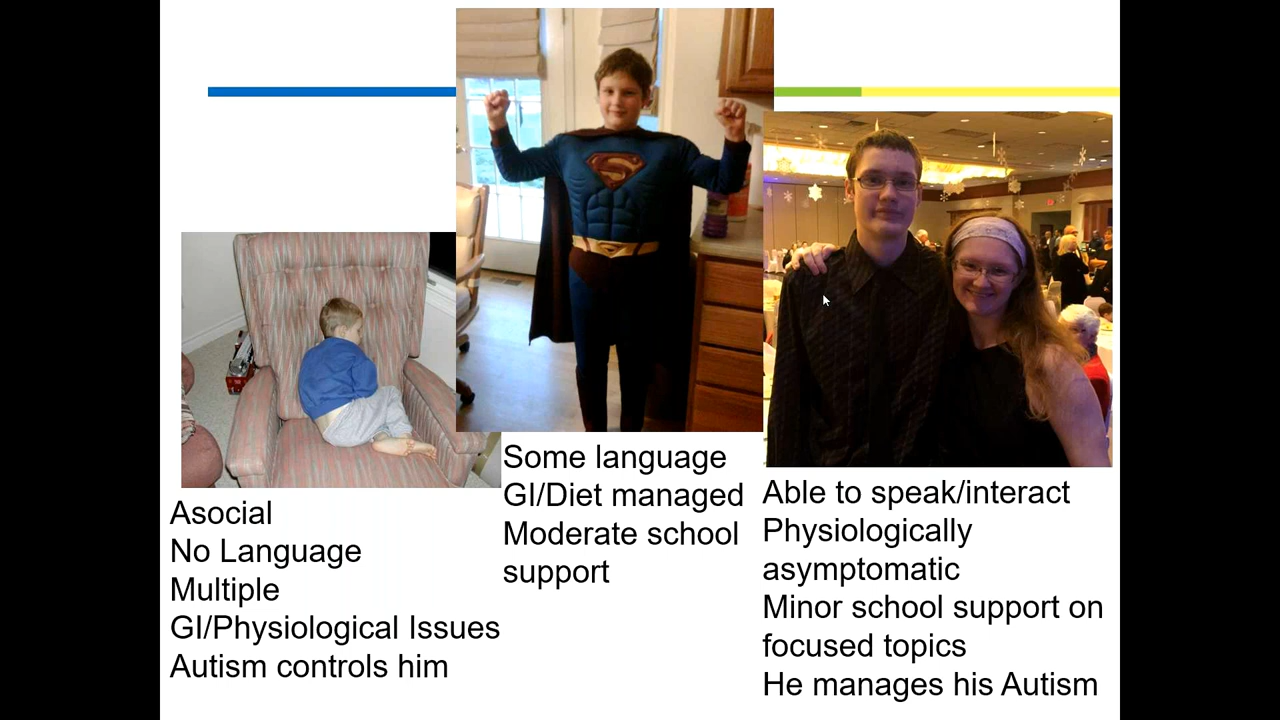 Asocial
No Language
Multiple
GI/Physiological Issues
Autism controls him
Some language
GI/Diet managed
Moderate school
support
Able to speak/interact
Physiologically
asymptomatic
Minor school support on
focused topics
He manages his Autism